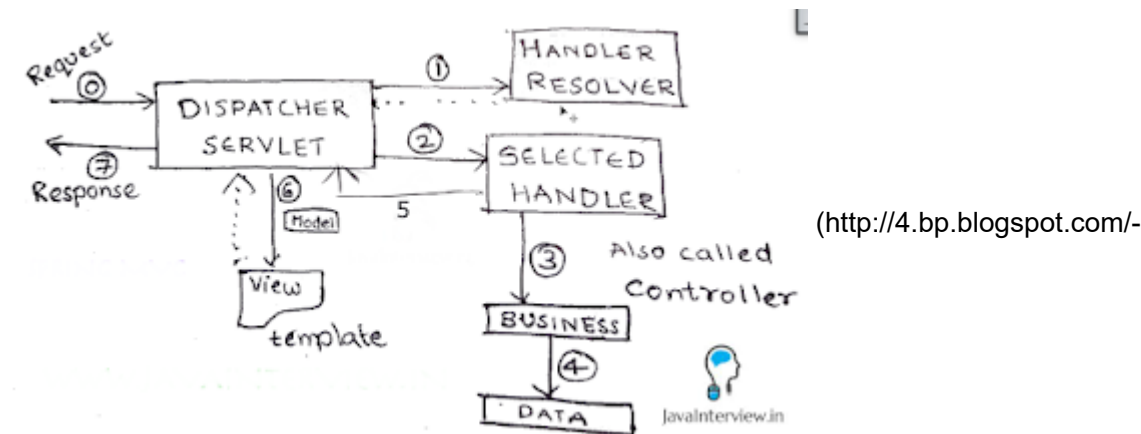 Request
⓪
DISPATCHER
SERVLET
①
HANDLER
RESOLVER
②
SELECTED
HANDLER
⑦
Response
⑥
Model
5
View
template
③
Also called
Controller
BUSINESS
④
DATA
JavaInterview.in
(http://4.bp.blogspot.com/-